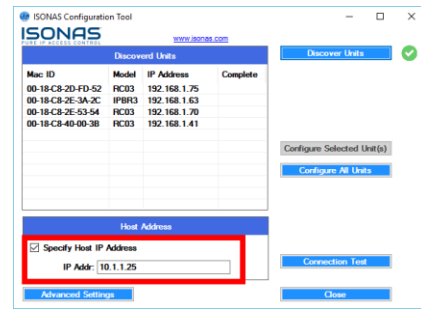 ISONAS Configuration Tool
ISONAS
PURE IP ACCESS CONTROL
www.isonas.com
Discovered Units
Discover Units
Mac ID Model IP Address Complete
00-18-C8-2D-FD-52 RC03 192.168.1.75
00-18-C8-2E-3A-2C IPBR3 192.168.1.63
00-18-C8-2E-53-54 RC03 192.168.1.70
00-18-C8-40-00-3B RC03 192.168.1.41
Configure Selected Unit(s)
Configure All Units
Host Address
Specify Host IP Address
IP Addr: 10.1.1.25
Connection Test
Advanced Settings
Close